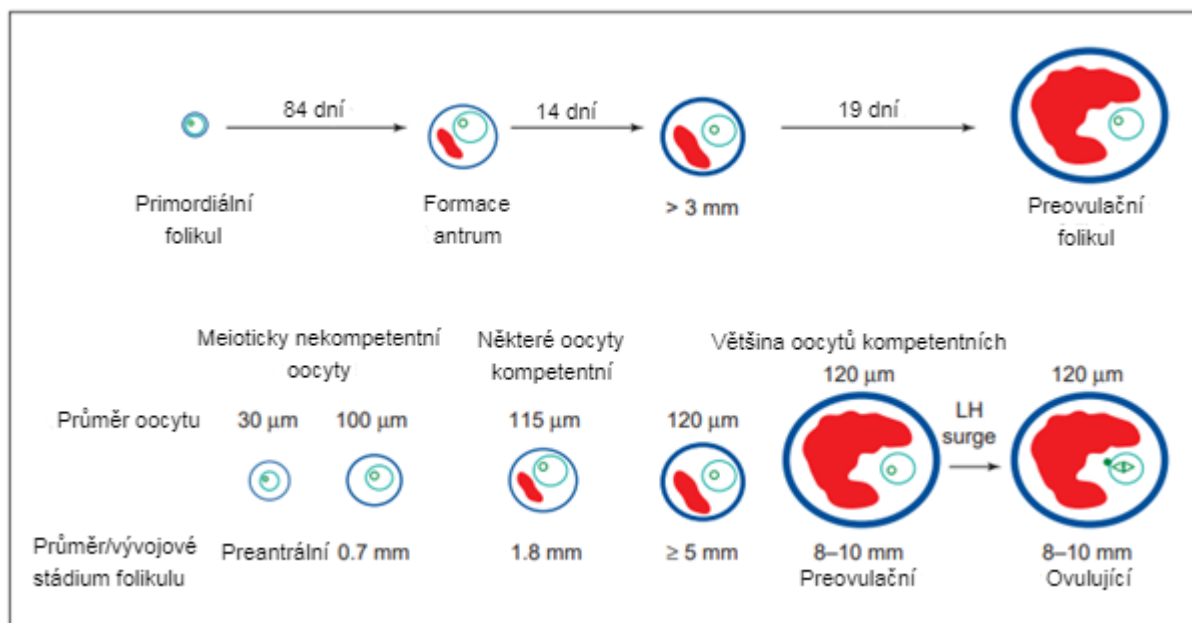 84 dní
14 dní
19 dní
Primordiální
folikul
Formace
antrum
> 3 mm
Preovulační
folikul
Meioticky nekompetentní
oocyty
Některé oocyty
kompetentní
Většina oocytů kompetentních
Průměr oocytu
30 μm
100 μm
115 μm
120 μm
120 μm
120 μm
LH
surge
Průměr/vývojové
stádium folikulu
Preantrální
0.7 mm
1.8 mm
≥ 5 mm
8–10 mm
Preovulační
8–10 mm
Ovulující